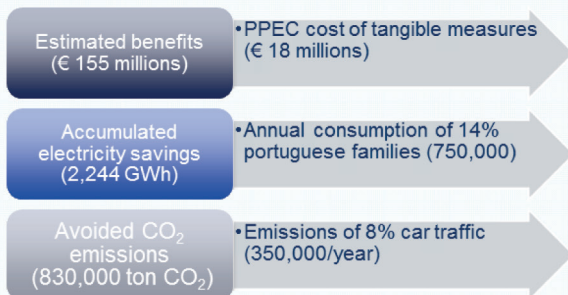 Estimated benefits
(€ 155 millions)
•PPEC cost of tangible measures
(€ 18 millions)
Accumulated
electricity savings
(2,244 GWh)
•Annual consumption of 14%
portuguese families (750,000)
Avoided CO₂
emissions
(830,000 ton CO₂)
•Emissions of 8% car traffic
(350,000/year)